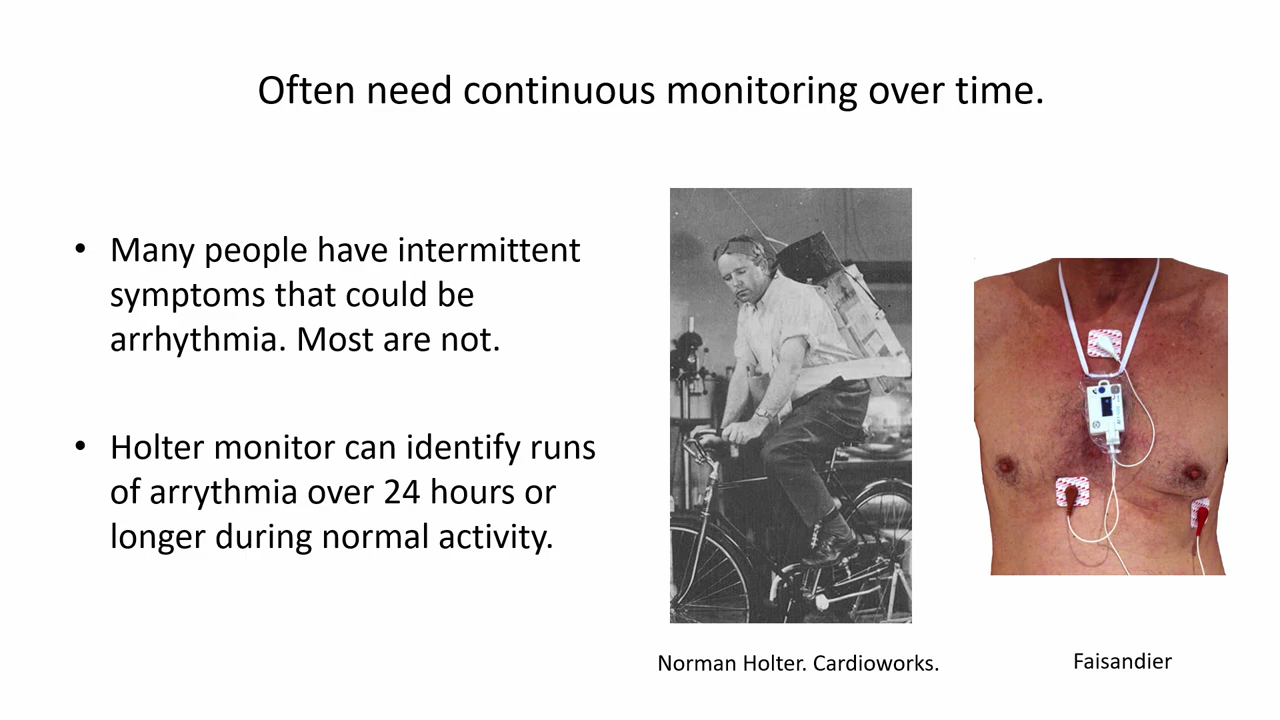 Often need continuous monitoring over time.
• Many people have intermittent
symptoms that could be
arrhythmia. Most are not.
• Holter monitor can identify runs
of arrythmia over 24 hours or
longer during normal activity.
Norman Holter. Cardioworks.
Faisandier